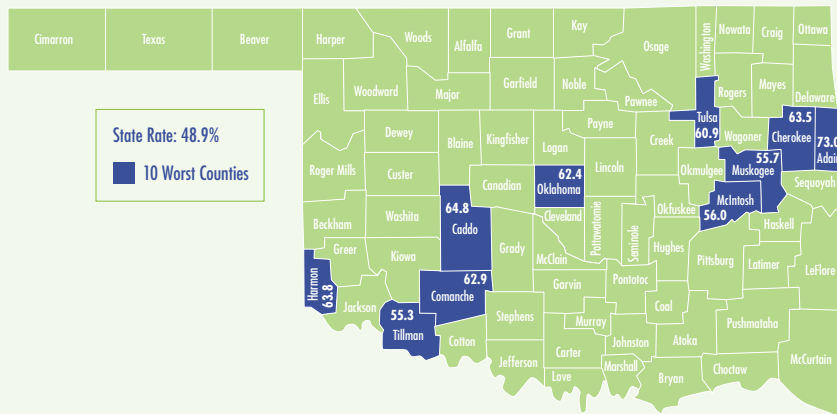 Cimarron
Texas
Beaver
Harper
Woods
Alfalfa
Grant
Kay
Osage
Washington
Nowata
Craig
Ottawa
Ellis
Woodward
Major
Garfield
Noble
Pawnee
Rogers
Mayes
Delaware
State Rate: 48.9%
10 Worst Counties
Dewey
Blaine
Kingfisher
Logan
Payne
Creek
Tulsa
60.9
Wagoner
63.5
Cherokee
73.0
Adair
Roger Mills
Custer
Canadian
62.4
Oklahoma
Lincoln
Okmulgee
55.7
Muskogee
Sequoyah
Beckham
Washita
64.8
Caddo
Grady
Cleveland
Pottawatomie
Seminole
Okfuskee
McIntosh
56.0
Haskell
Greer
Kiowa
McClain
Hughes
Pittsburg
Latimer
LeFlore
Harmon
63.8
Jackson
62.9
Comanche
Garvin
Pontotoc
Coal
55.3
Tillman
Cotton
Stephens
Murray
Johnston
Atoka
Pushmataha
Jefferson
Carter
Love
Marshall
Bryan
Choctaw
McCurtain